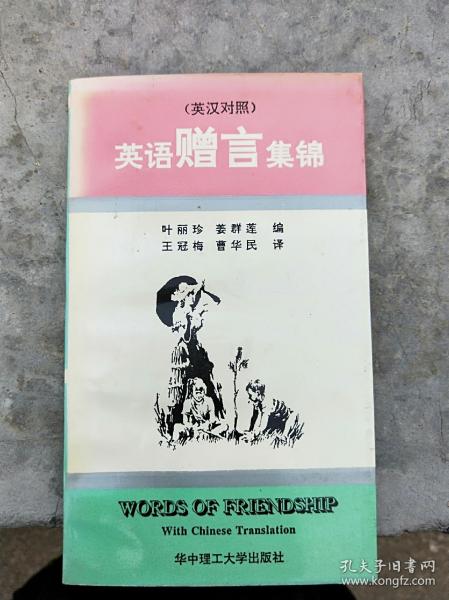 （英汉对照）
英语赠言集锦
叶丽珍 姜群莲 编
王冠梅 曹华民 译
WORDS OF FRIENDSHIP
With Chinese Translation
华中理工大学出版社
孔夫子旧书网
www.kongfz.com